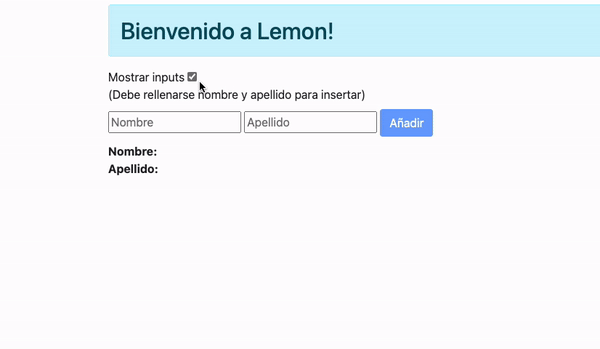 Bienvenido a Lemon!
Mostrar inputs
(Debe rellenarse nombre y apellido para insertar)
Nombre Apellido Añadir
Nombre:
Apellido: